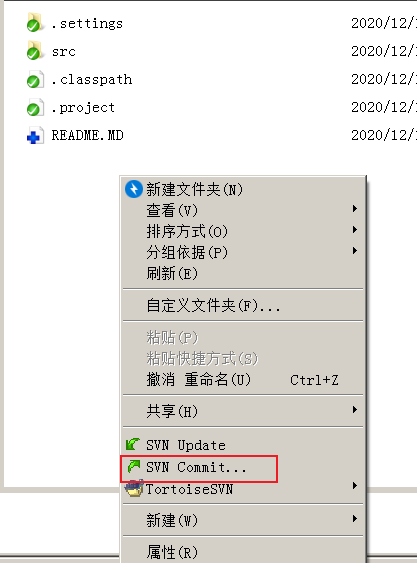 .settings 2020/12/1
src 2020/12/1
.classpath 2020/12/1
.project 2020/12/1
README.MD 2020/12/1
新建文件夹(N)
查看(V)
排序方式(O)
分组依据(P)
刷新(E)
自定义文件夹(F)...
粘贴(P)
粘贴快捷方式(S)
撤消 重命名(U) Ctrl+Z
共享(H)
SVN Update
SVN Commit...
TortoiseSVN
新建(W)
属性(R)